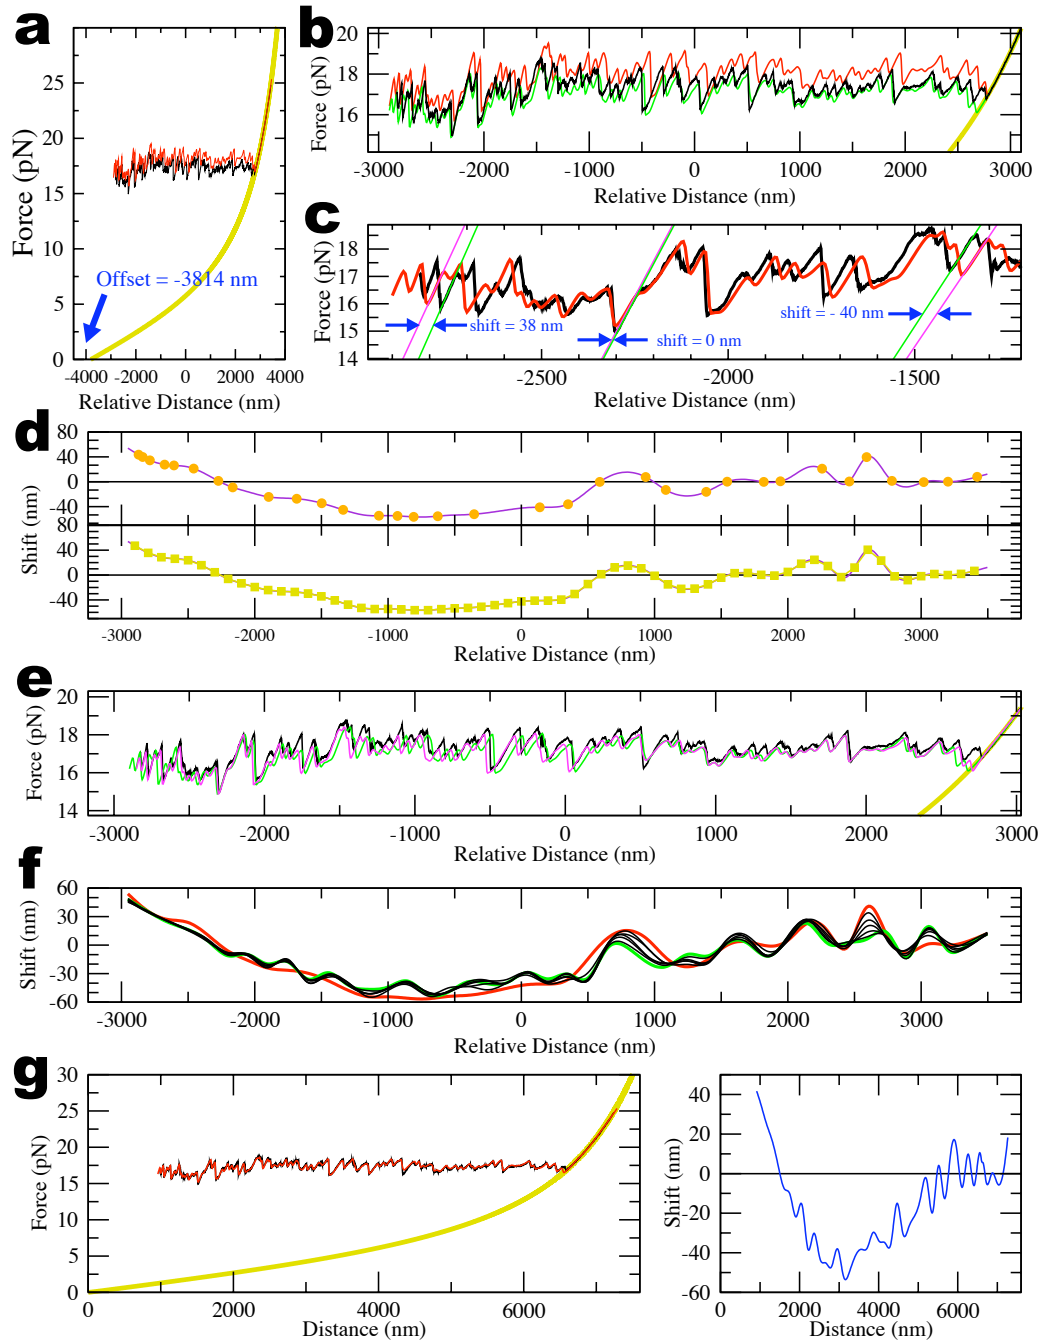 a
Force (pN)
25
20
15
10
5
0
Offset = -3814 nm
-4000 -2000 0 2000 4000
Relative Distance (nm)
b
Force (pN)
20
18
16
-3000 -2000 -1000 0 1000 2000 3000
Relative Distance (nm)
c
Force (pN)
18
17
16
15
14
shift = 38 nm
shift = 0 nm
shift = - 40 nm
-2500 -2000 -1500
Relative Distance (nm)
d
Shift (nm)
80
40
0
-40
80
40
0
-40
-3000 -2000 -1000 0 1000 2000 3000
Relative Distance (nm)
e
Force (pN)
20
18
16
14
-3000 -2000 -1000 0 1000 2000 3000
Relative Distance (nm)
f
Shift (nm)
60
30
0
-30
-60
-3000 -2000 -1000 0 1000 2000 3000
Relative Distance (nm)
g
Force (pN)
30
25
20
15
10
5
0
0 2000 4000 6000
Distance (nm)
Shift (nm)
40
20
0
-20
-40
-60
0 2000 4000 6000
Distance (nm)